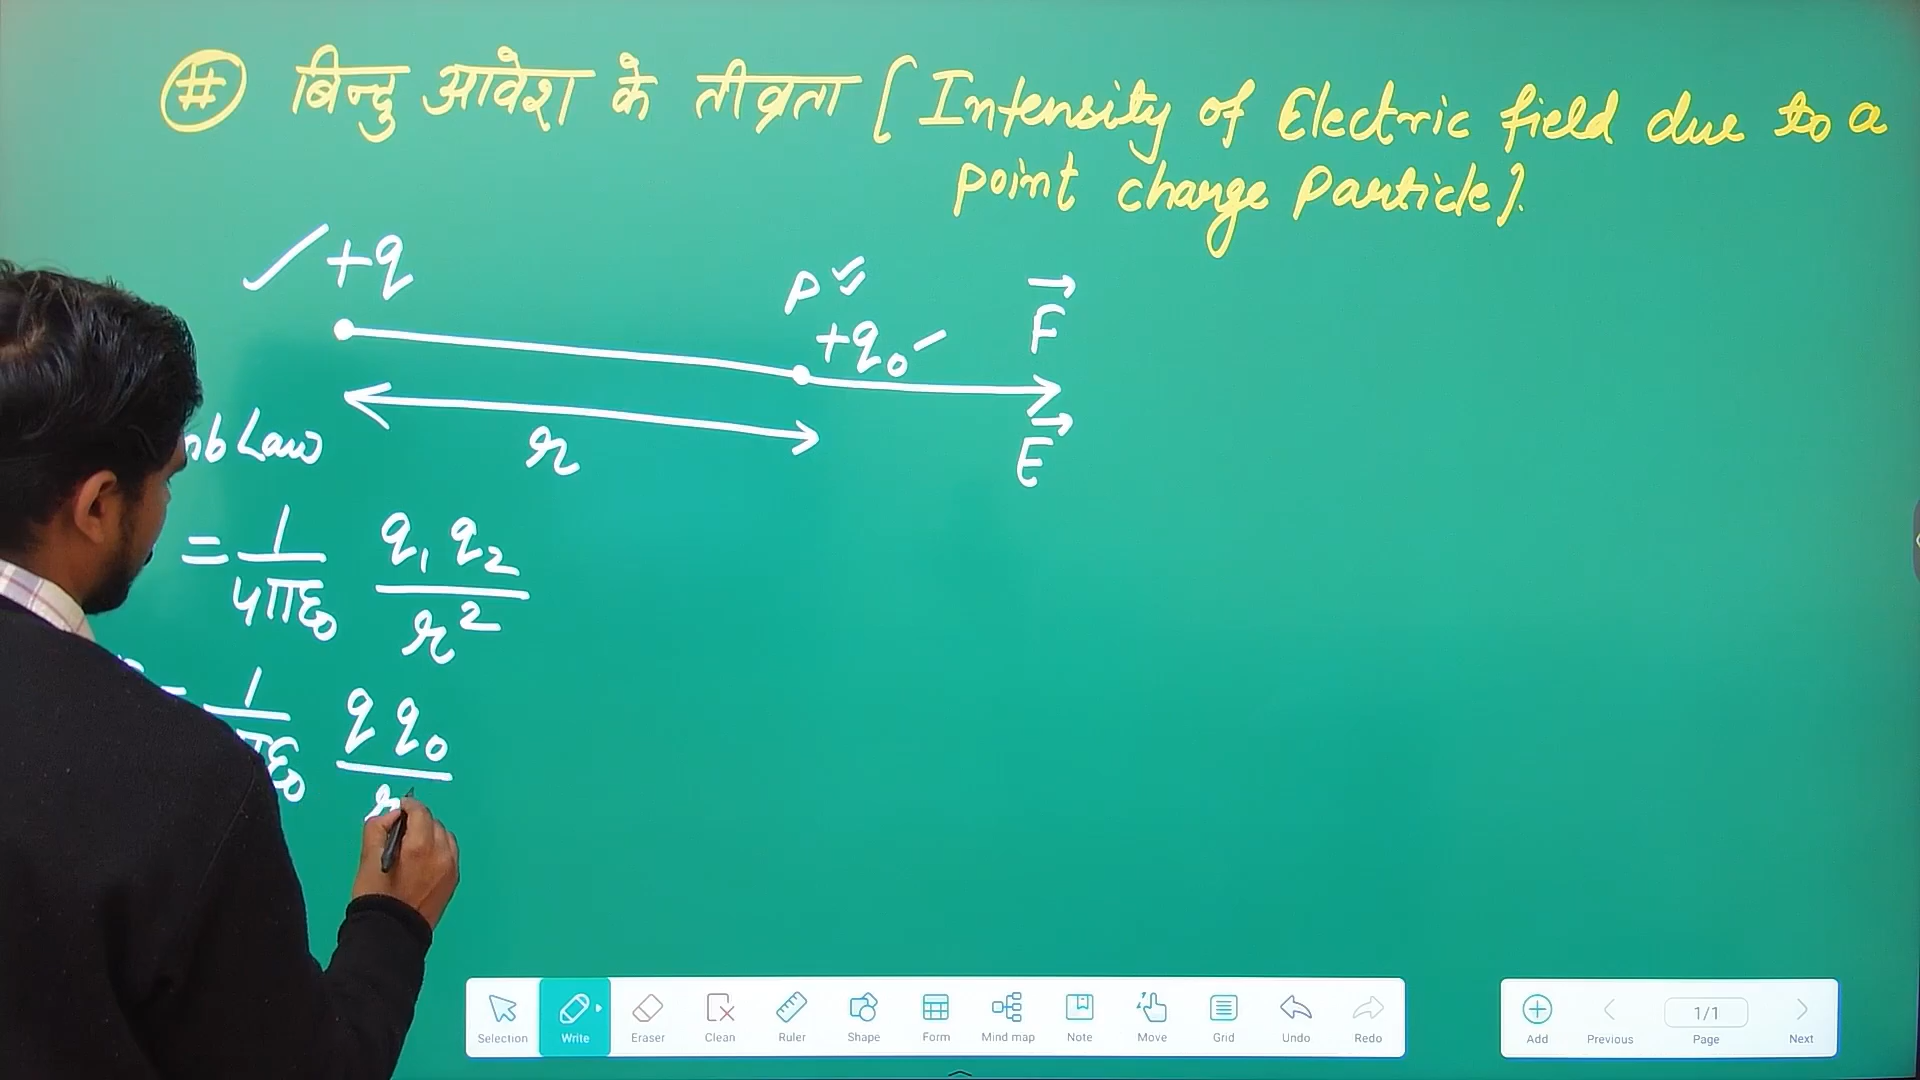 # बिन्दु आवेश के तीव्रता [Intensity of Electric field due to a
point charge Particle].
+q
P
+q₀
F
E
r
Law
= 1/4πε₀ q₁q₂/r²
1/πε₀ qq₀/r
Selection Write Eraser Clean Ruler Shape Form Mind map Note Move Grid Undo Redo
Add Previous 1/1 Page Next